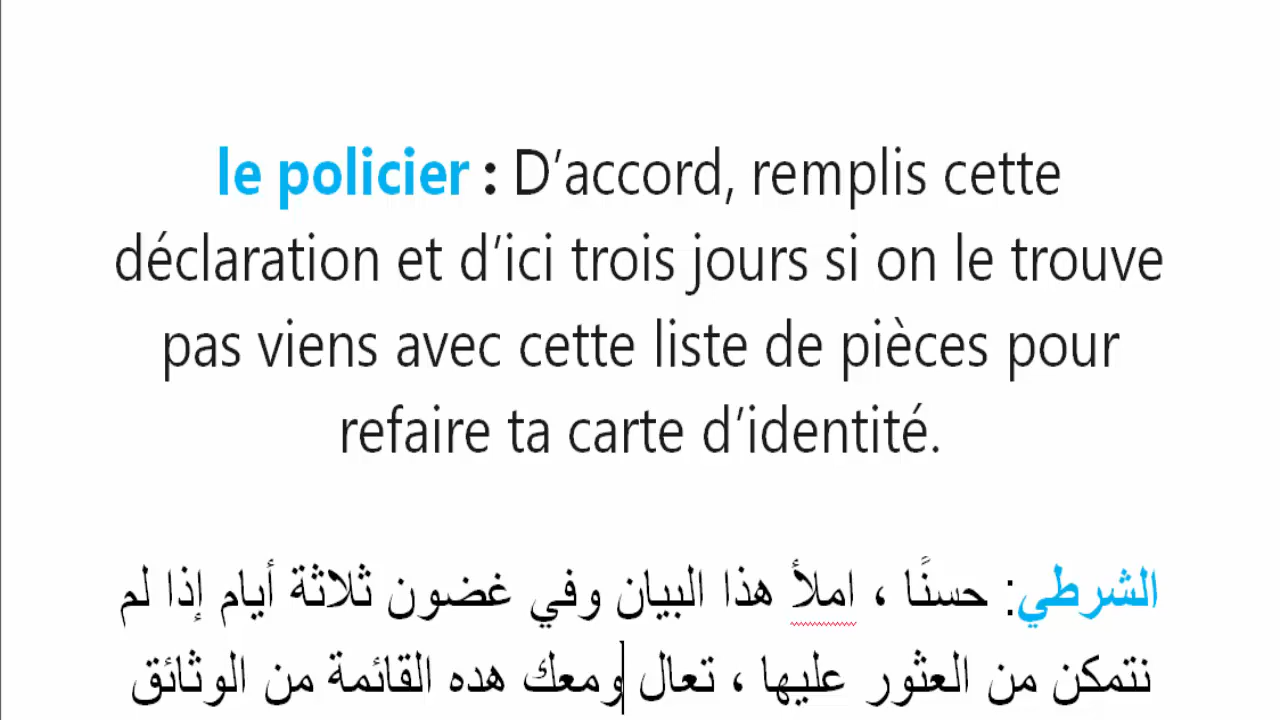 le policier : D’accord, remplis cette
déclaration et d’ici trois jours si on le trouve
pas viens avec cette liste de pièces pour
refaire ta carte d’identité.
الشرطي: حسنًا ، املأ هذا البيان وفي غضون ثلاثة أيام إذا لم
نتمكن من العثور عليها ، تعال ومعك هده القائمة من الوثائق